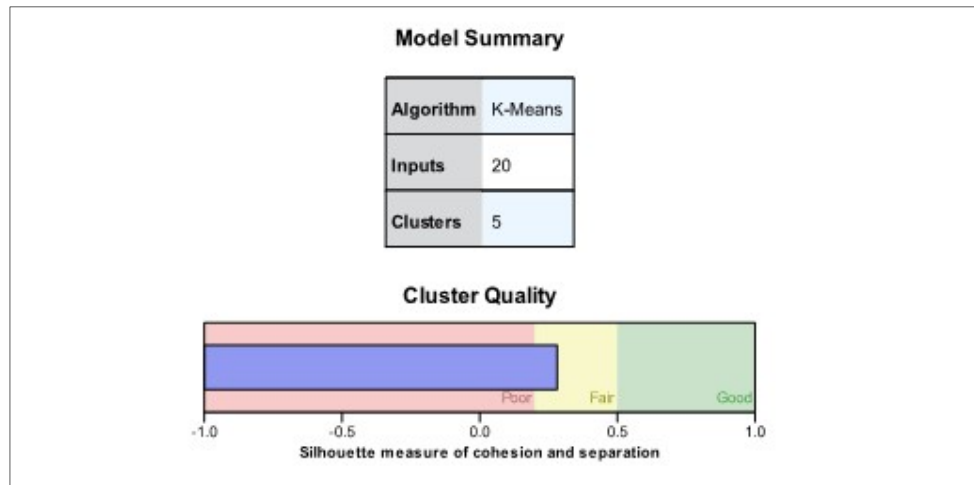 Model Summary
Algorithm K-Means
Inputs 20
Clusters 5
Cluster Quality
Poor Fair Good
-1.0 -0.5 0.0 0.5 1.0
Silhouette measure of cohesion and separation